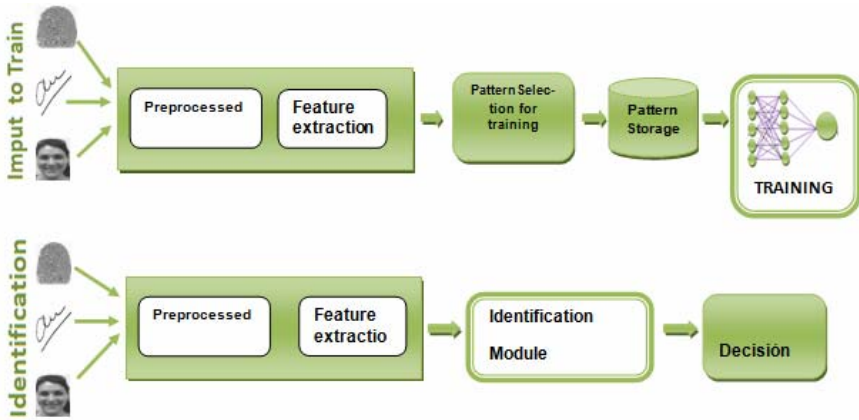 Imput to Train
Preprocessed
Feature
extraction
Pattern Selec-
tion for
training
Pattern
Storage
TRAINING
Identification
Preprocessed
Feature
extractio
Identification
Module
Decisión